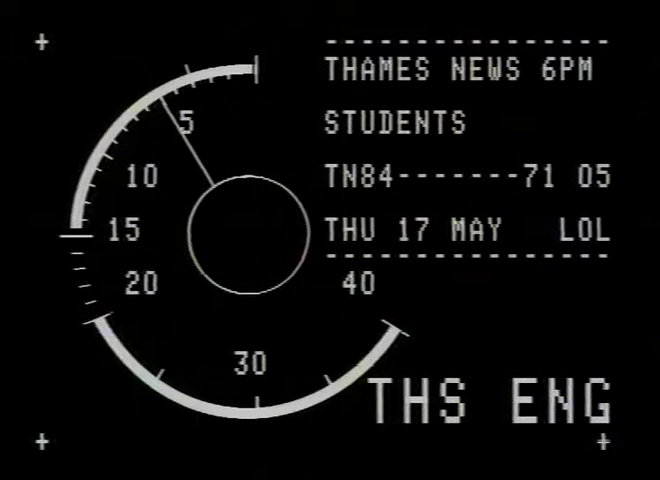 THAMES NEWS 6PM
STUDENTS
TN84-------71 05
THU 17 MAY LOL
5
10
15
20
30
40
THS ENG